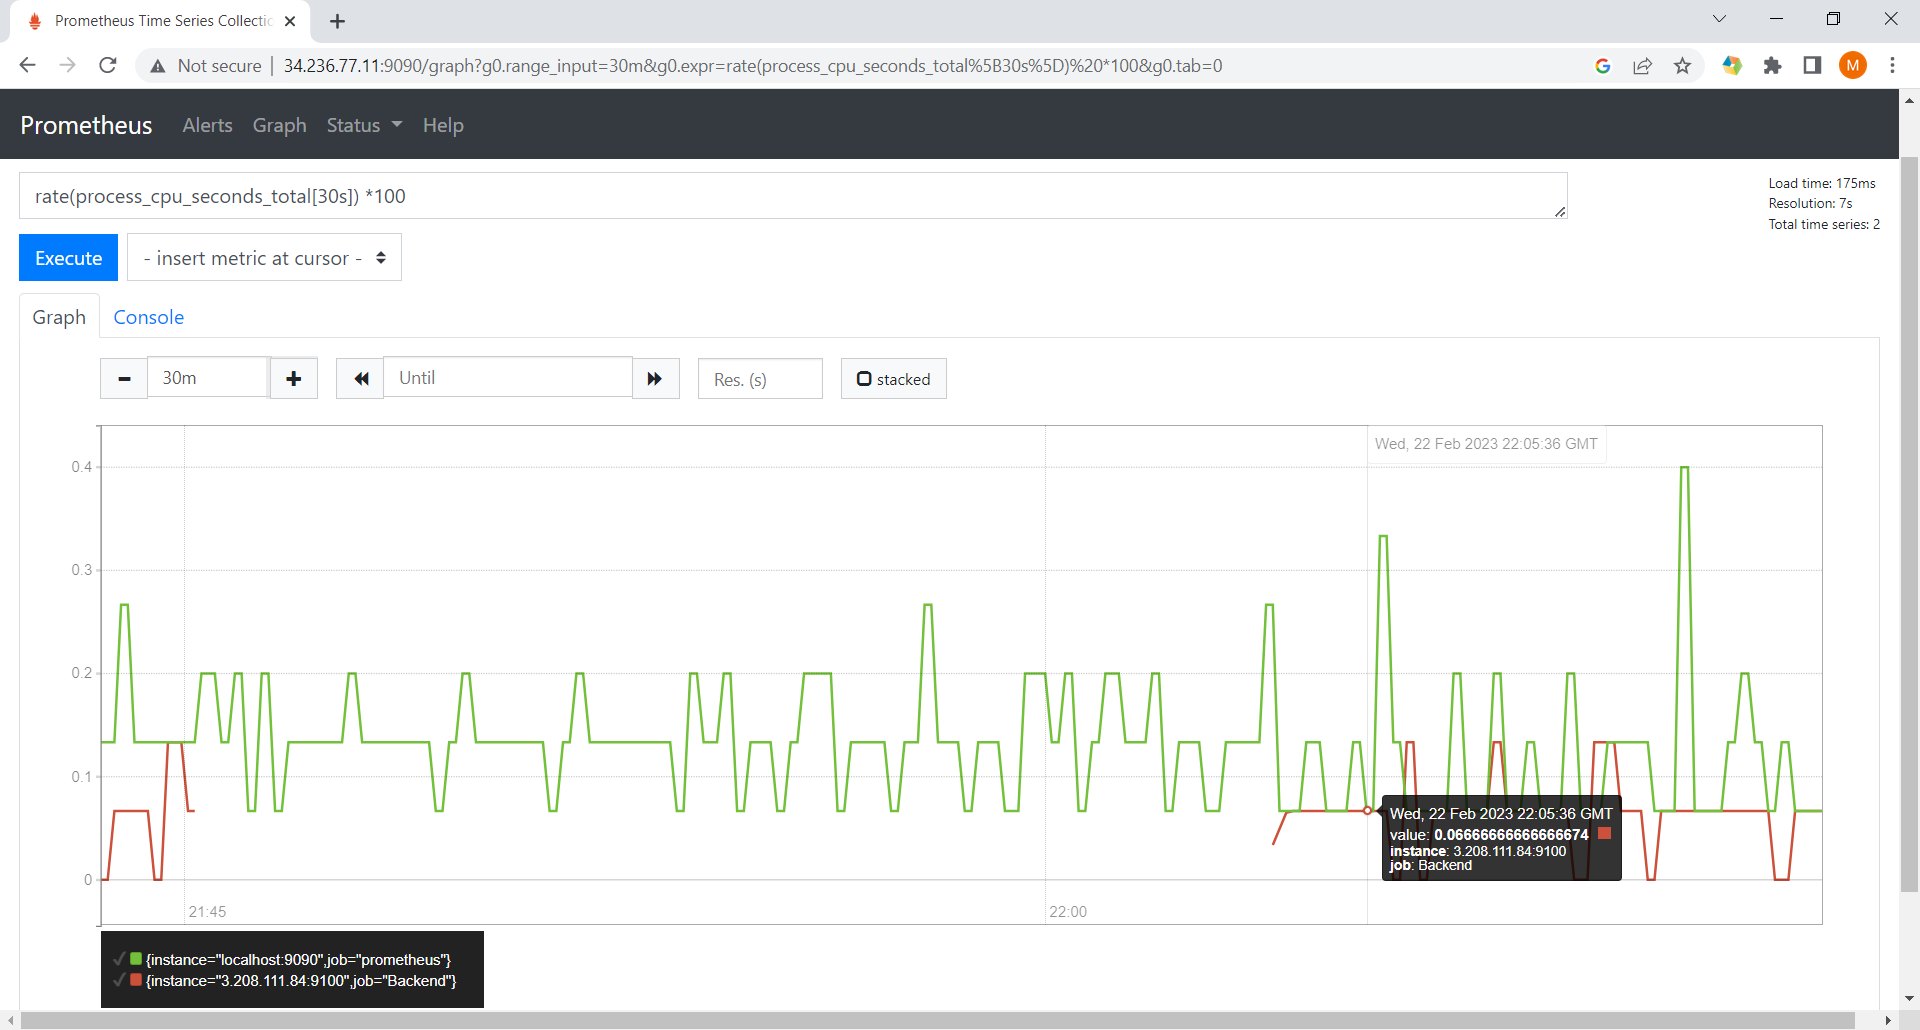 Prometheus Time Series Collectio
Not secure | 34.236.77.11:9090/graph?g0.range_input=30m&g0.expr=rate(process_cpu_seconds_total%5B30s%5D)%20*100&g0.tab=0
M
Prometheus Alerts Graph Status Help
rate(process_cpu_seconds_total[30s]) *100
Load time: 175ms
Resolution: 7s
Total time series: 2
Execute - insert metric at cursor -
Graph Console
30m Until Res. (s) stacked
Wed, 22 Feb 2023 22:05:36 GMT
0.4
0.3
0.2
0.1
0
Wed, 22 Feb 2023 22:05:36 GMT
value: 0.06666666666666674
instance: 3.208.111.84:9100
job: Backend
21:45 22:00
{instance="localhost:9090",job="prometheus"}
{instance="3.208.111.84:9100",job="Backend"}